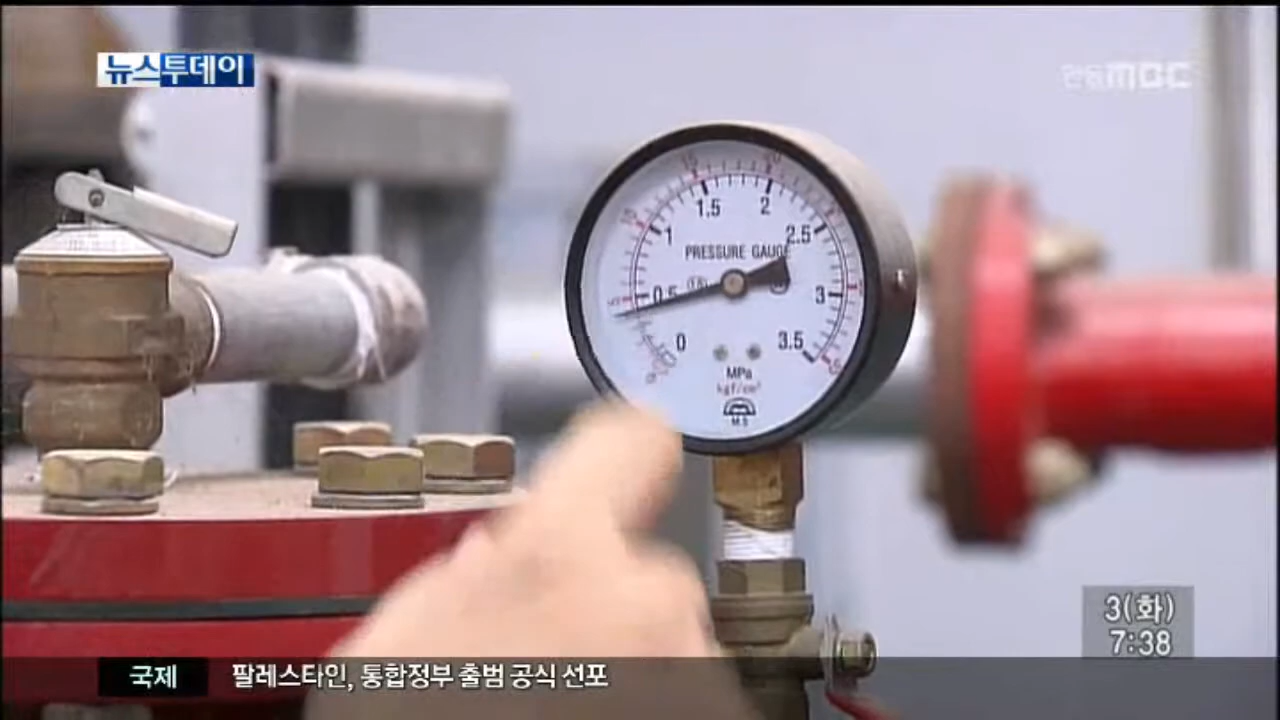 뉴스투데이
안동MBC
1.5
2
1
2.5
PRESSURE GAUGE
0.5
3
0
3.5
MPa
kgf/cm²
M.S
3(화)
7:38
국제
팔레스타인, 통합정부 출범 공식 선포